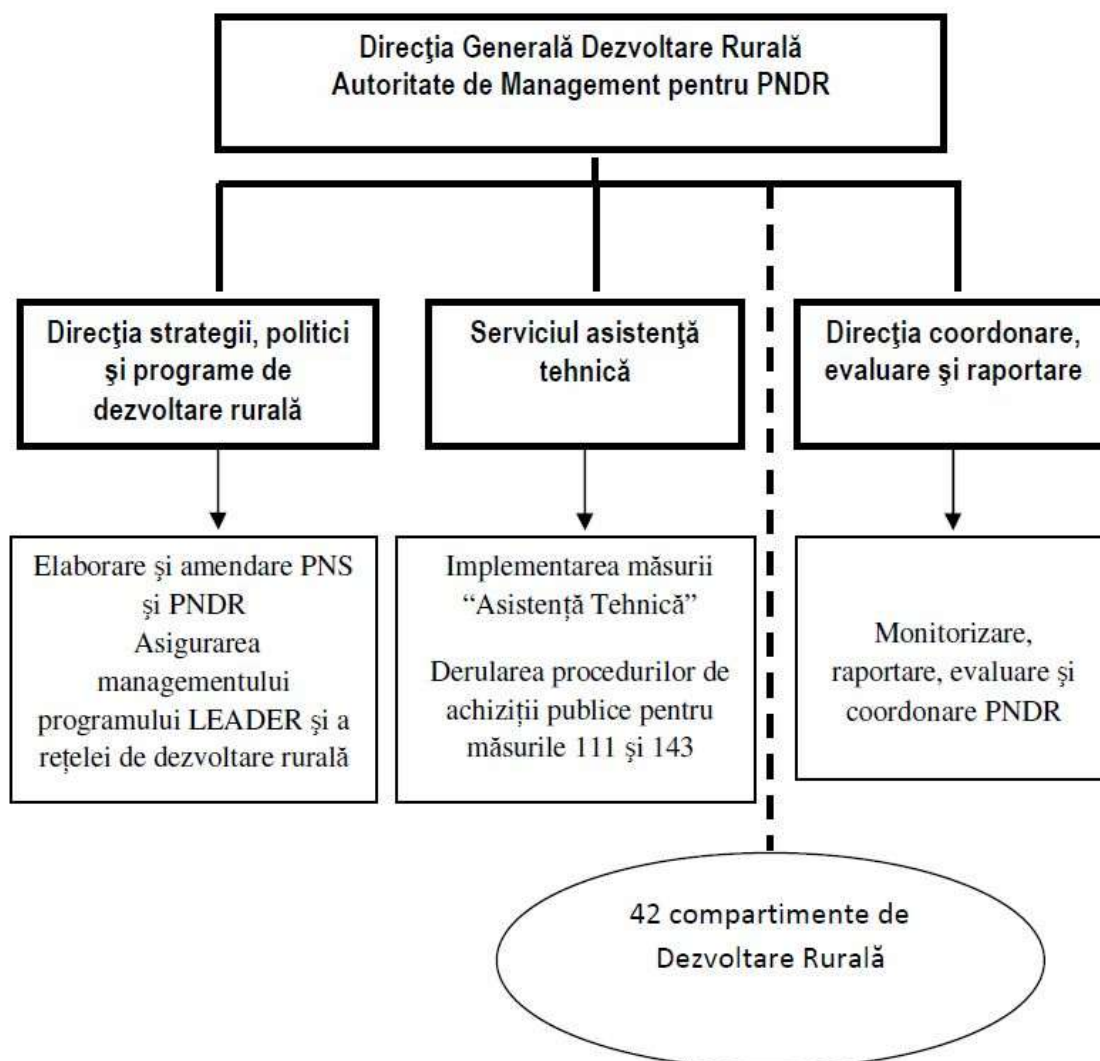 Direcţia Generală Dezvoltare Rurală
Autoritate de Management pentru PNDR
Direcţia strategii, politici
şi programe de
dezvoltare rurală
Serviciul asistenţă
tehnică
Direcţia coordonare,
evaluare şi raportare
Elaborare şi amendare PNS
şi PNDR
Asigurarea
managementului
programului LEADER şi a
rețelei de dezvoltare rurală
Implementarea măsurii
“Asistență Tehnică”
Derularea procedurilor de
achiziții publice pentru
măsurile 111 şi 143
Monitorizare,
raportare, evaluare şi
coordonare PNDR
42 compartimente de
Dezvoltare Rurală